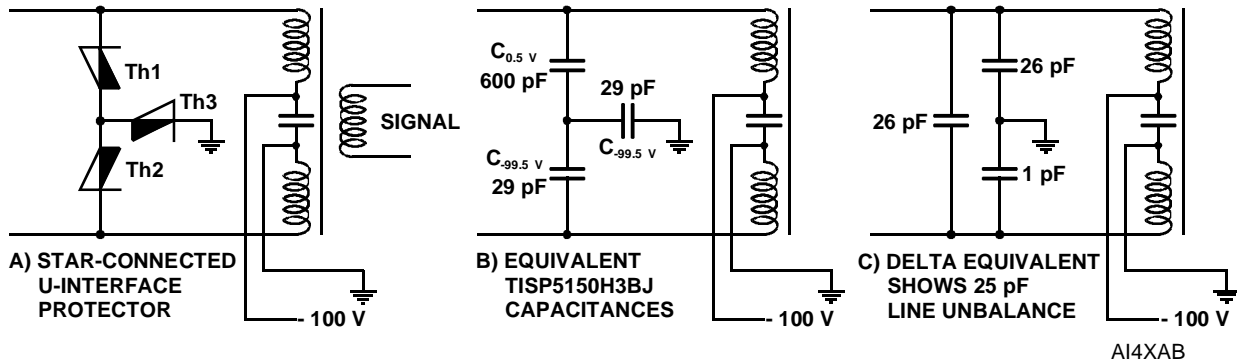 Th1
Th3
Th2
SIGNAL
- 100 V
A) STAR-CONNECTED
U-INTERFACE
PROTECTOR
C0.5 V
600 pF
29 pF
C-99.5 V
C-99.5 V
29 pF
- 100 V
B) EQUIVALENT
TISP5150H3BJ
CAPACITANCES
26 pF
26 pF
1 pF
- 100 V
C) DELTA EQUIVALENT
SHOWS 25 pF
LINE UNBALANCE
AI4XAB